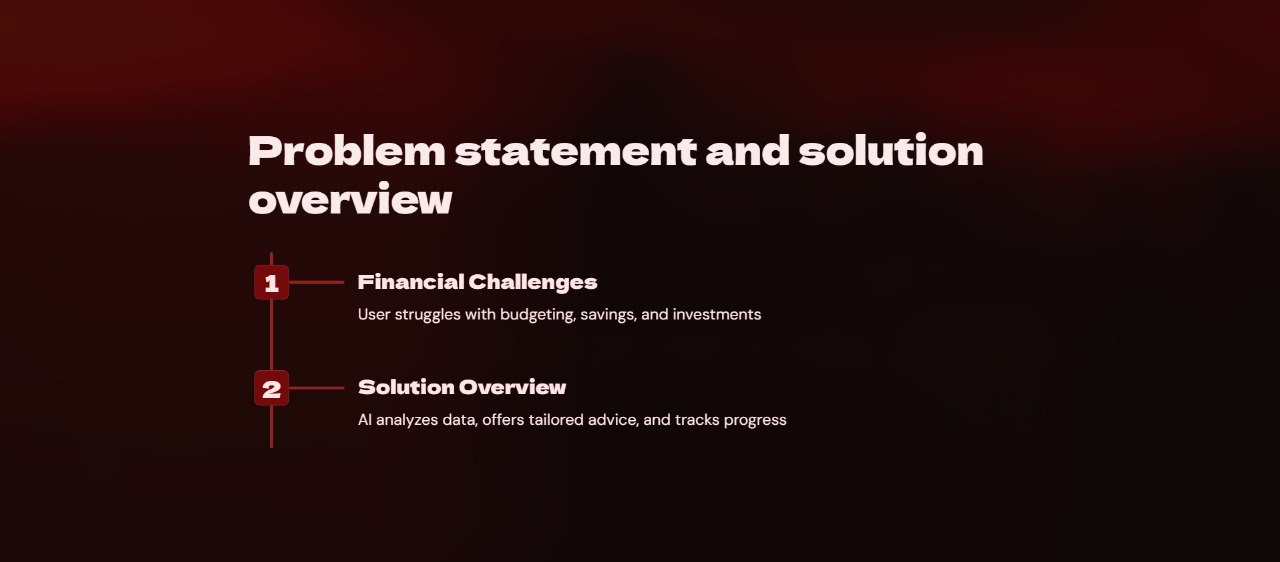 Problem statement and solution
overview
1
Financial Challenges
User struggles with budgeting, savings, and investments
2
Solution Overview
AI analyzes data, offers tailored advice, and tracks progress